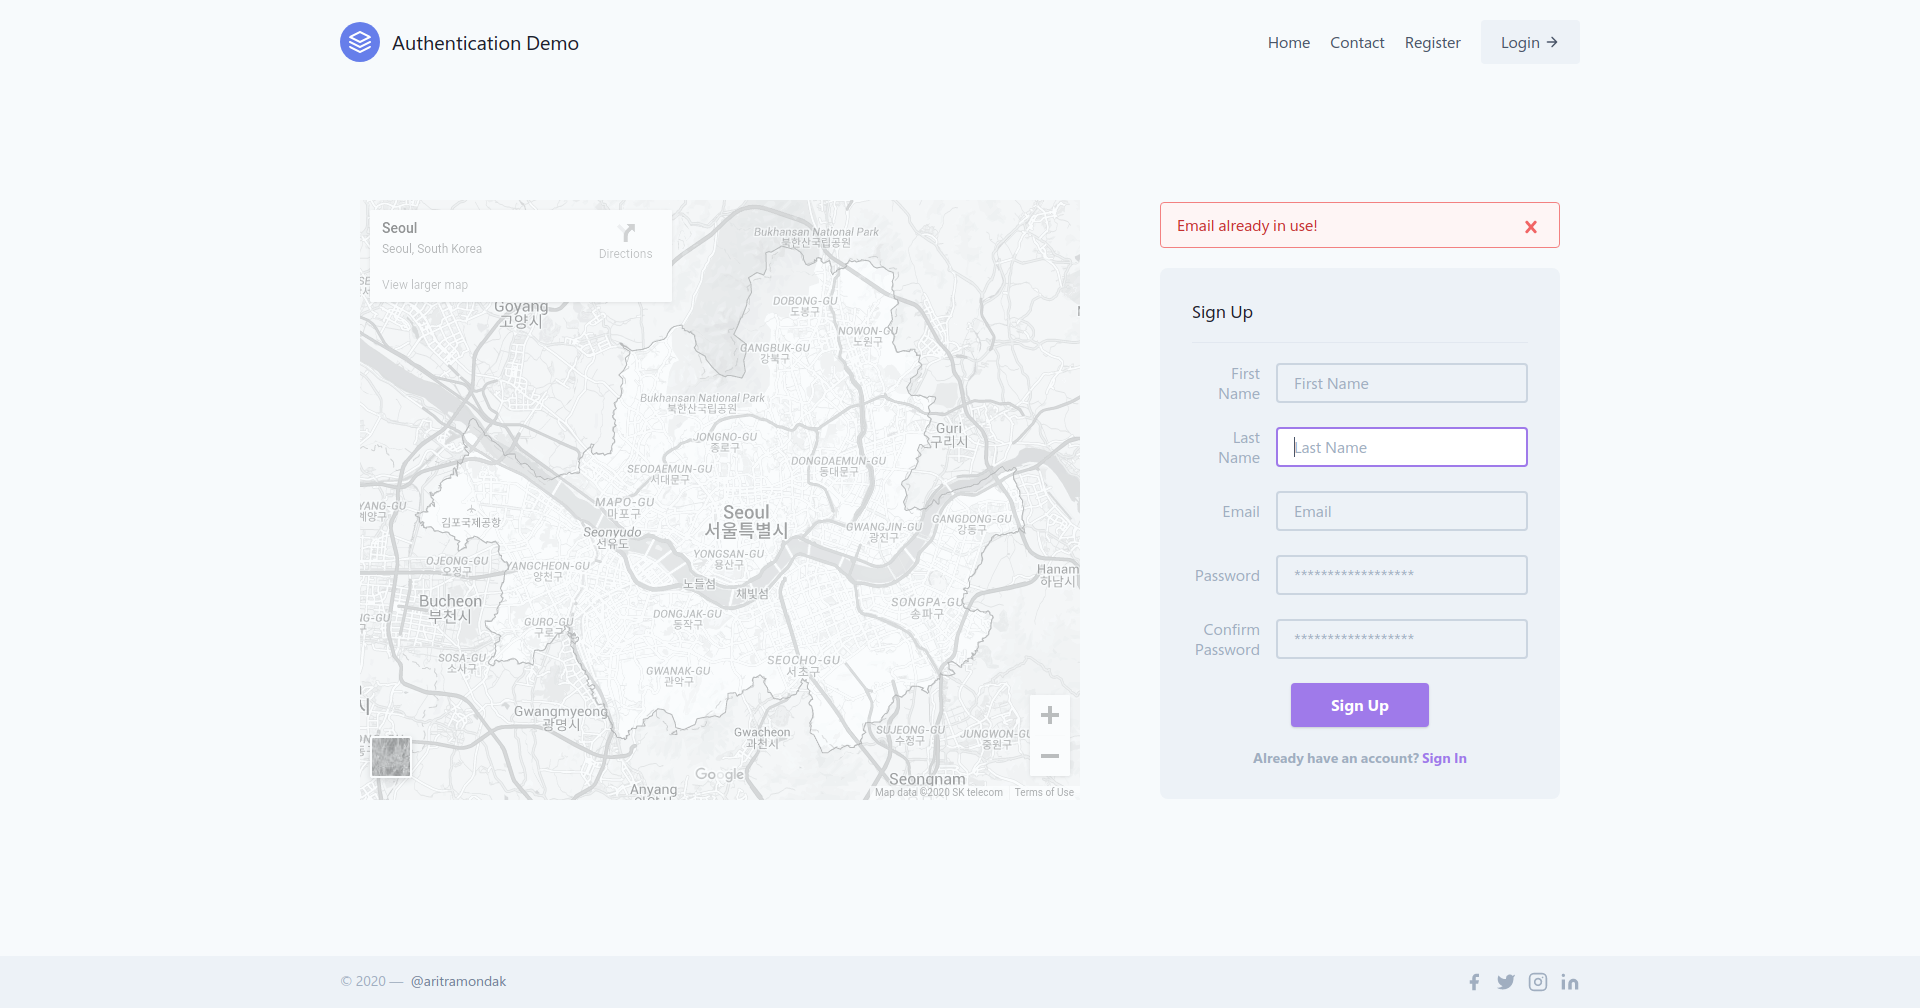 Authentication Demo
Home
Contact
Register
Login
Seoul
Seoul, South Korea
Directions
View larger map
Bukhansan National Park
북한산국립공원
Goyang
고양시
DOBONG-GU
도봉구
NOWON-GU
노원구
GANGBUK-GU
강북구
Bukhansan National Park
북한산국립공원
Guri
구리시
JONGNO-GU
종로구
DONGDAEMUN-GU
동대문구
SEODAEMUN-GU
서대문구
MAPO-GU
마포구
Seoul
서울특별시
YANG-GU
계양구
김포국제공항
Seonyudo
선유도
GWANGJIN-GU
광진구
GANGDONG-GU
강동구
YONGSAN-GU
용산구
OJEONG-GU
오정구
YANGCHEON-GU
양천구
노들섬
채빛섬
Hanam
하남시
Bucheon
부천시
SONGPA-GU
송파구
DONGJAK-GU
동작구
NG-GU
GURO-GU
구로구
SOSA-GU
소사구
SEOCHO-GU
서초구
GWANAK-GU
관악구
Gwangmyeong
광명시
Gwacheon
과천시
SUJEONG-GU
수정구
JUNGWON-GU
중원구
Seongnam
Anyang
Google
Map data ©2020 SK telecom
Terms of Use
Email already in use!
Sign Up
First
Name
First Name
Last
Name
Last Name
Email
Email
Password
******************
Confirm
Password
******************
Sign Up
Already have an account? Sign In
© 2020 — @aritramondak